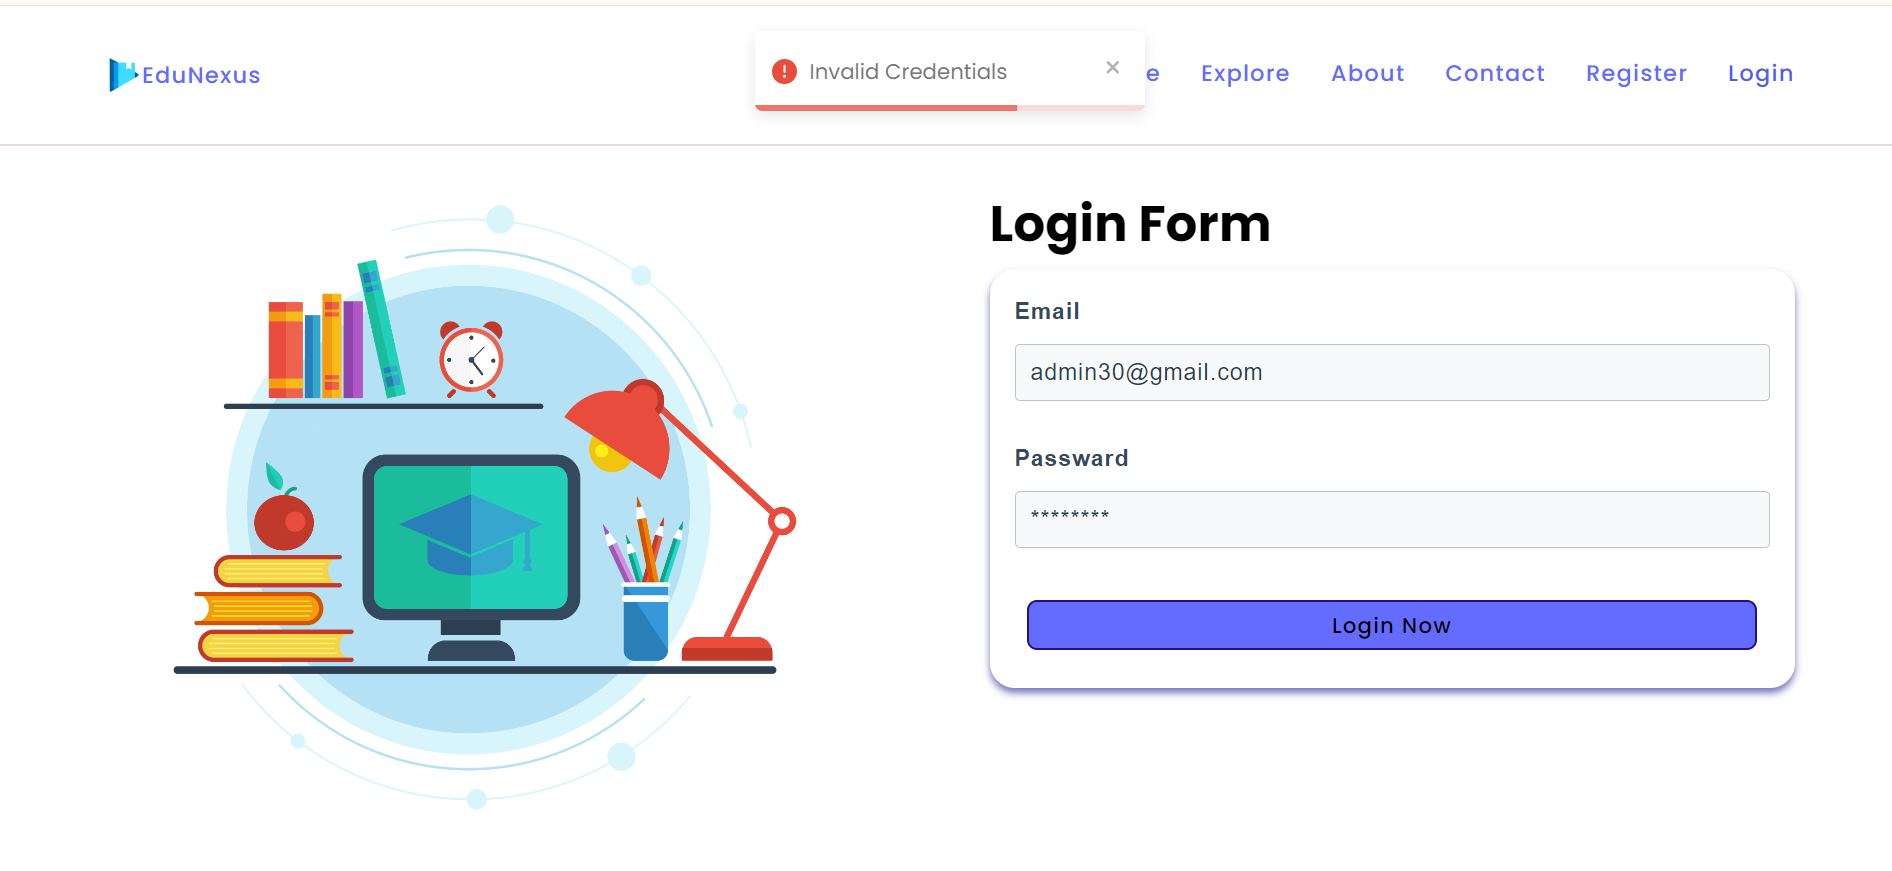 EduNexus
Invalid Credentials
Explore About Contact Register Login
Login Form
Email
admin30@gmail.com
Passward
********
Login Now